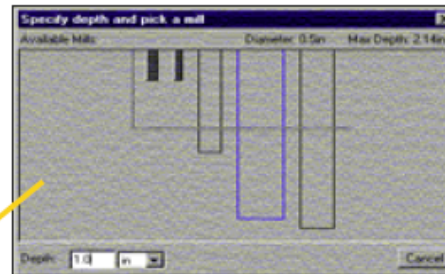 Specify depth and pick a mill
Available Mills: Diameter: 0.5in Max Depth: 2.14in
Depth: 1.0 in Cancel